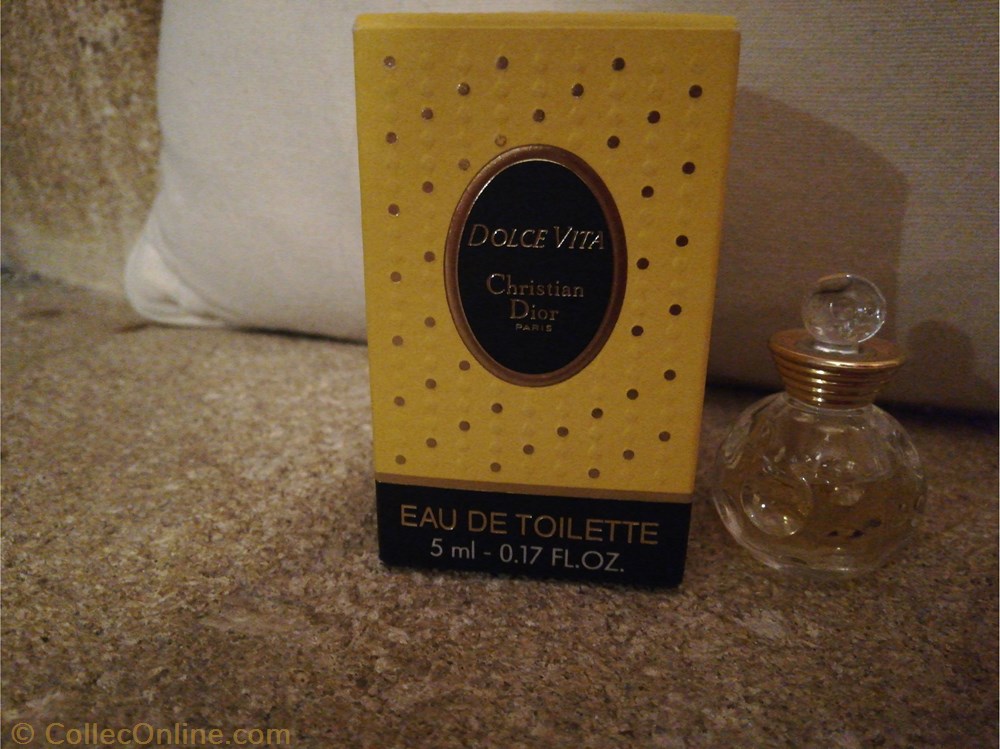 DOLCE VITA
Christian
Dior
PARIS
EAU DE TOILETTE
5 ml - 0.17 FL.OZ.
© CollecOnline.com